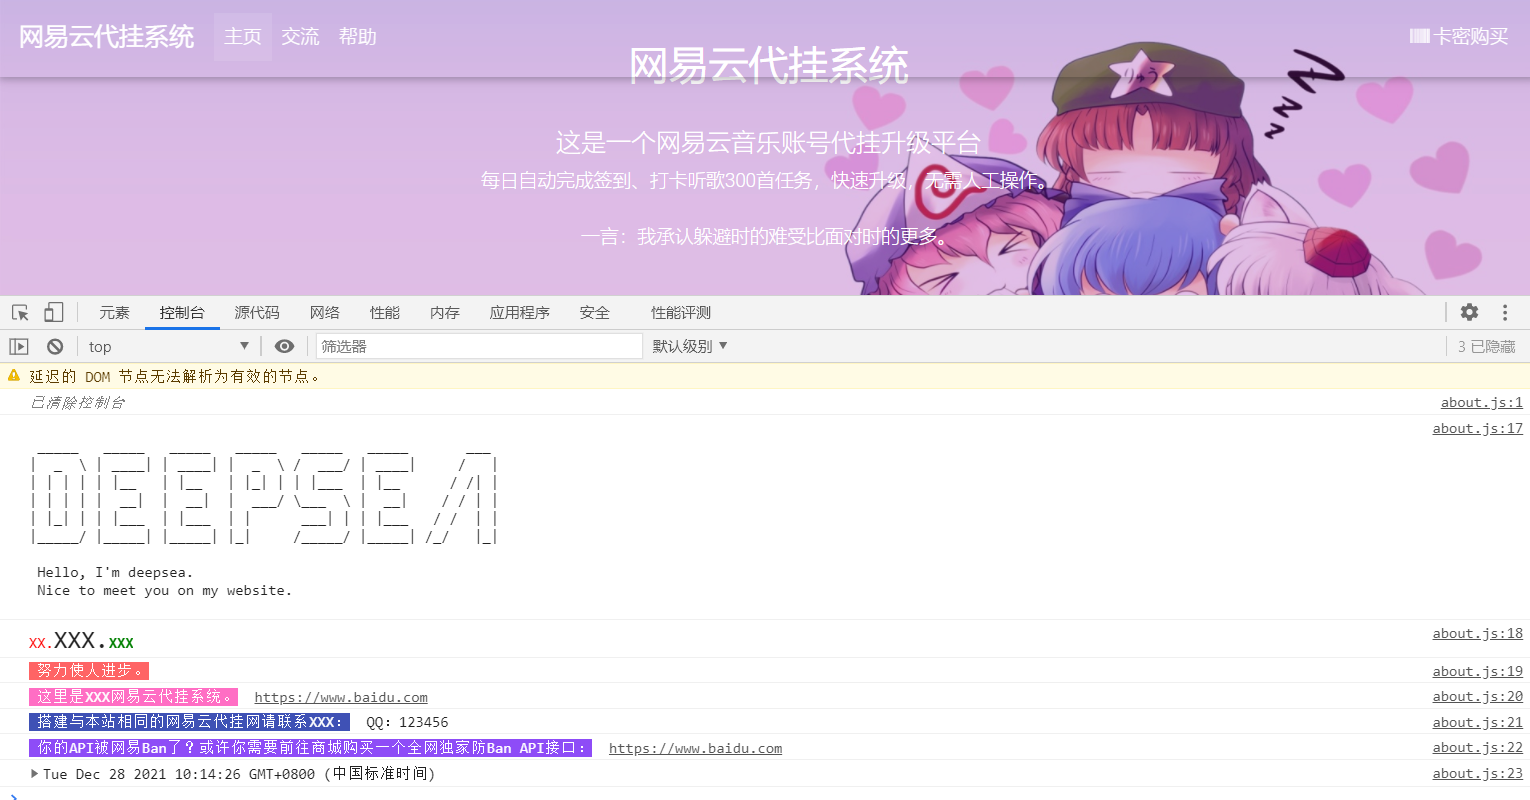 网易云代挂系统 主页 交流 帮助 卡密购买
网易云代挂系统
zzz
这是一个网易云音乐账号代挂升级平台
每日自动完成签到、打卡听歌300首任务，快速升级，无需人工操作。
一言：我承认躲避时的难受比面对时的更多。
元素 控制台 源代码 网络 性能 内存 应用程序 安全 性能评测
top 筛选器 默认级别 3 已隐藏
延迟的 DOM 节点无法解析为有效的节点。
已清除控制台 about.js:1
about.js:17
DEEPSEA
Hello, I'm deepsea.
Nice to meet you on my website.
XX.XXX.XXX about.js:18
努力使人进步。 about.js:19
这里是XXX网易云代挂系统。 https://www.baidu.com about.js:20
搭建与本站相同的网易云代挂网请联系XXX： QQ：123456 about.js:21
你的API被网易Ban了？或许你需要前往商城购买一个全网独家防Ban API接口： https://www.baidu.com about.js:22
Tue Dec 28 2021 10:14:26 GMT+0800 (中国标准时间) about.js:23